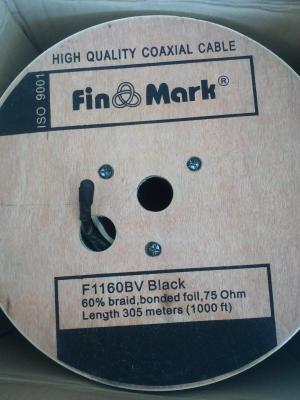 HIGH QUALITY COAXIAL CABLE
ISO 9001
Fin Mark®
F1160BV Black
60% braid,bonded foil,75 Ohm
Length 305 meters (1000 ft)